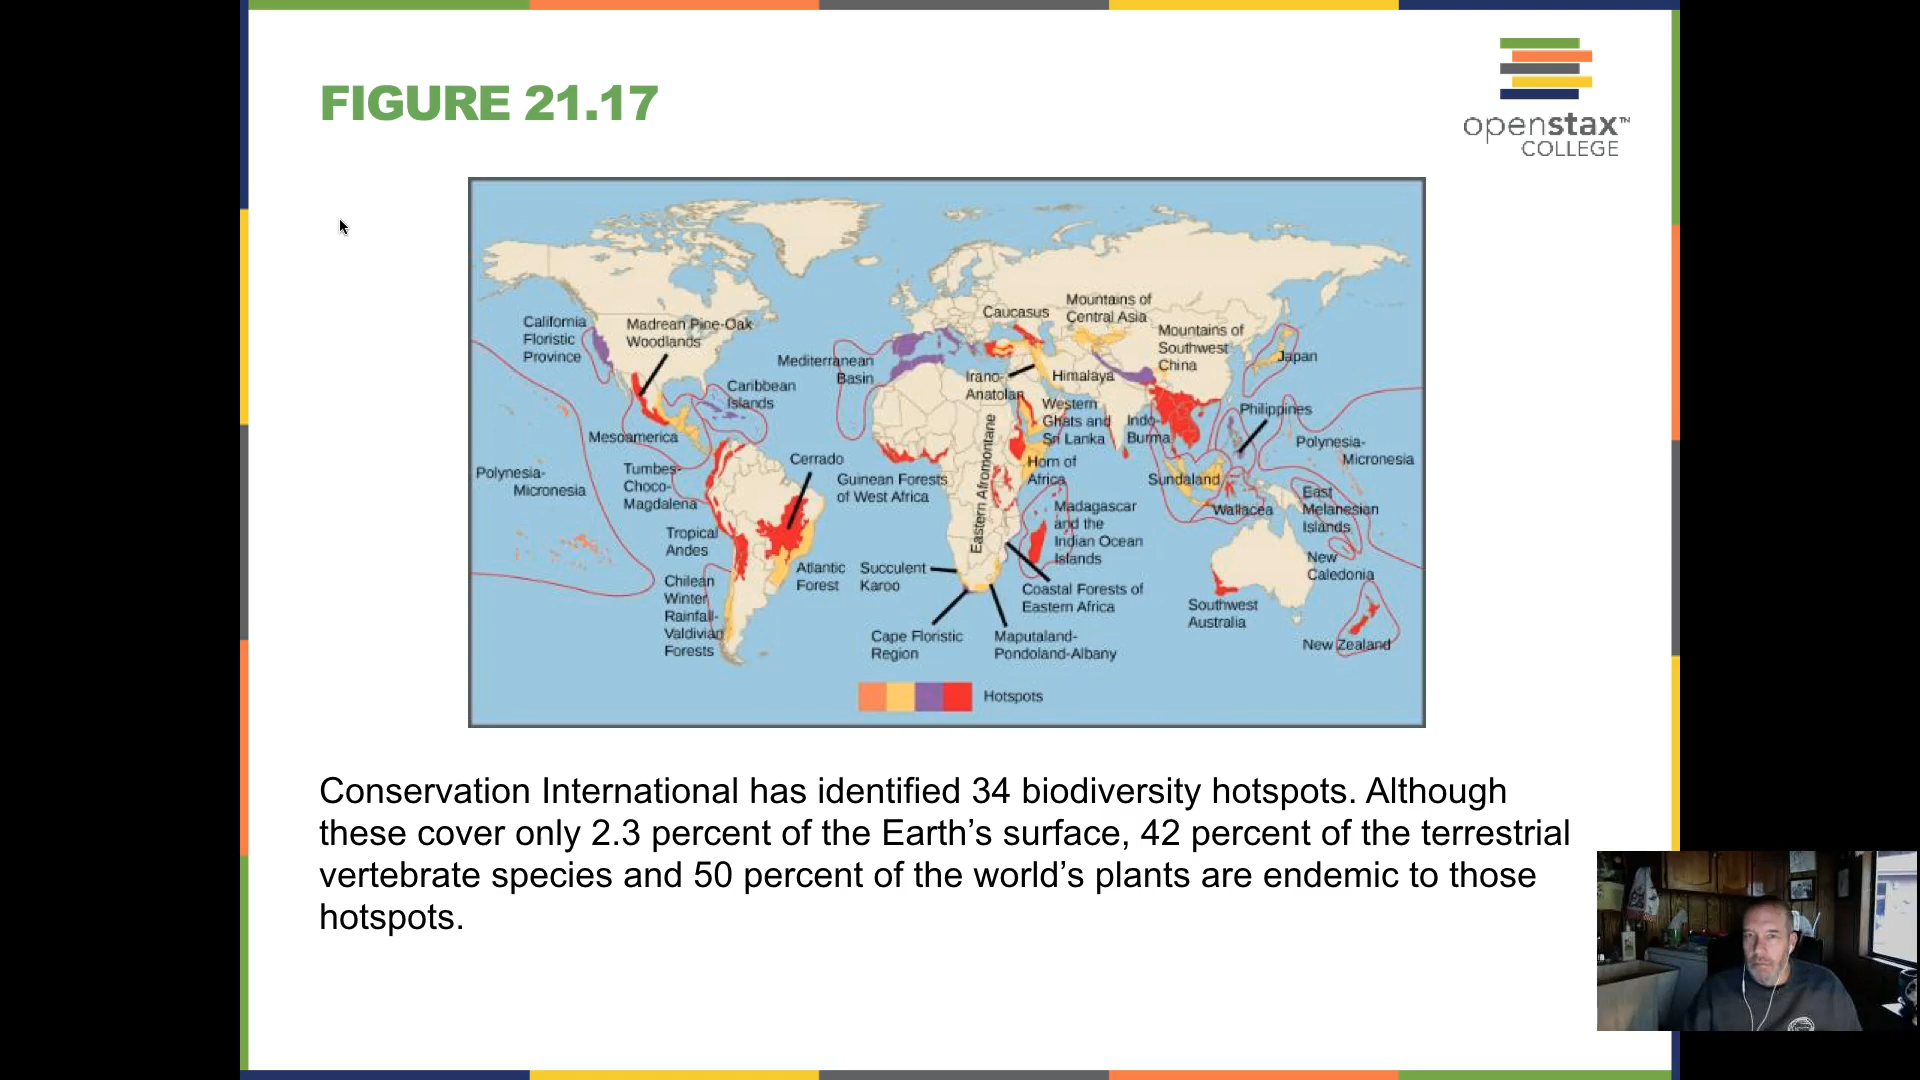 FIGURE 21.17
openstax™
COLLEGE
California
Floristic
Province
Madrean Pine-Oak
Woodlands
Caribbean
Islands
Mesoamerica
Polynesia-
Micronesia
Tumbes-
Choco-
Magdalena
Tropical
Andes
Chilean
Winter
Rainfall-
Valdivian
Forests
Cerrado
Atlantic
Forest
Mediterranean
Basin
Caucasus
Mountains of
Central Asia
Mountains of
Southwest
China
Japan
Irano-
Anatolan
Himalaya
Western
Ghats and
Sri Lanka
Indo-
Burma
Philippines
Polynesia-
Micronesia
Guinean Forests
of West Africa
Eastern Afromontane
Horn of
Africa
Sundaland
Wallacea
East
Melanesian
Islands
Madagascar
and the
Indian Ocean
Islands
New
Caledonia
Succulent
Karoo
Coastal Forests of
Eastern Africa
Southwest
Australia
Cape Floristic
Region
Maputaland-
Pondoland-Albany
New Zealand
Hotspots
Conservation International has identified 34 biodiversity hotspots. Although
these cover only 2.3 percent of the Earth’s surface, 42 percent of the terrestrial
vertebrate species and 50 percent of the world’s plants are endemic to those
hotspots.